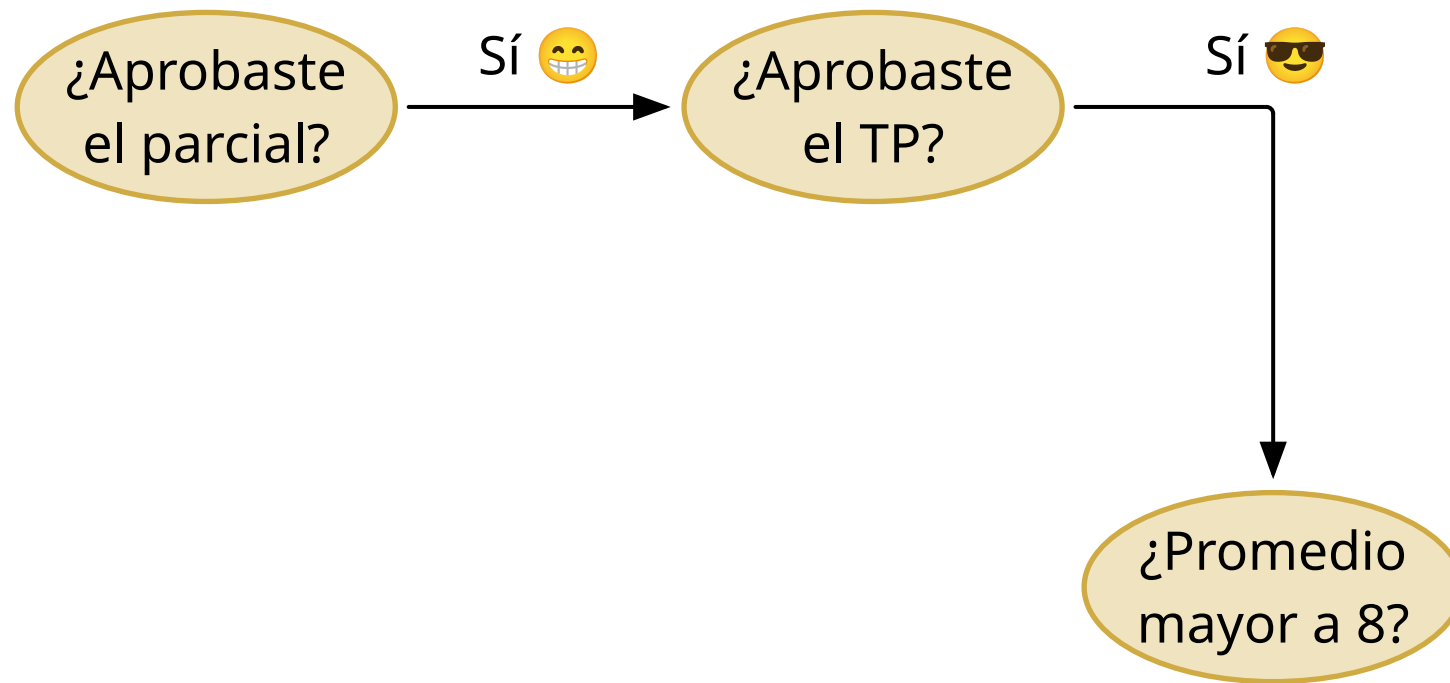 ¿Aprobaste
el parcial?
Sí 😁
¿Aprobaste
el TP?
Sí 😎
¿Promedio
mayor a 8?